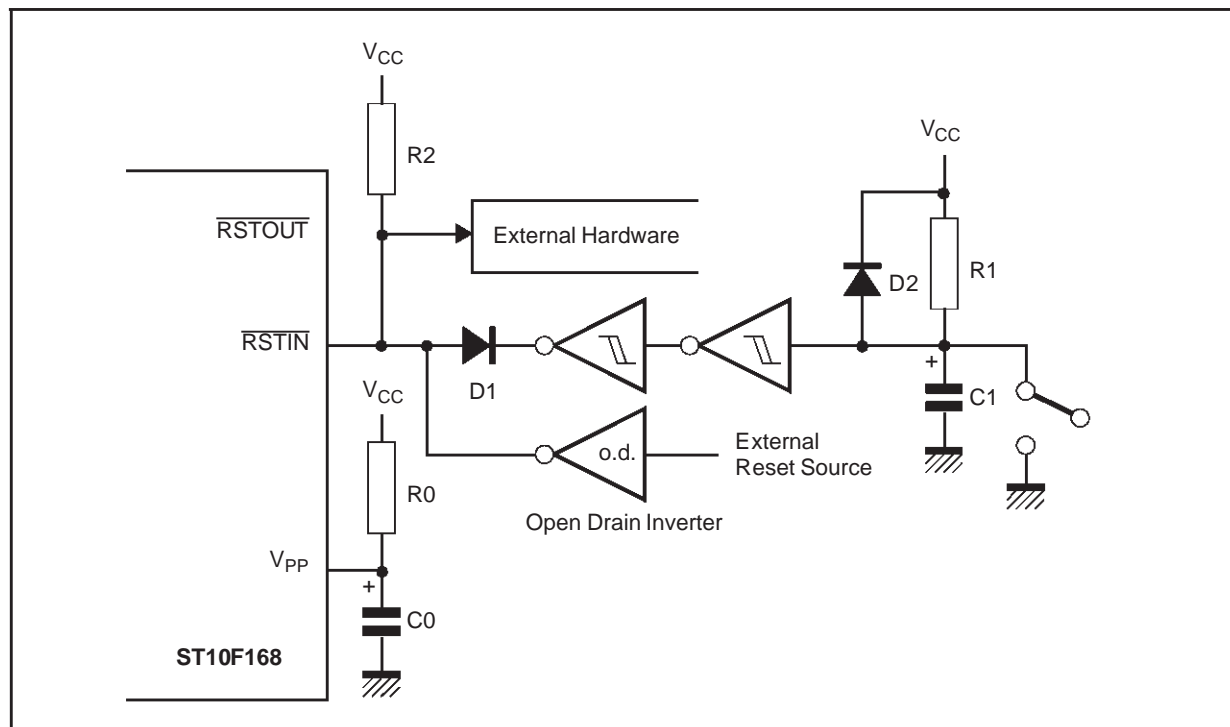 VCC
VCC
R2
RSTOUT
External Hardware
D2
R1
RSTIN
D1
VCC
+
C1
o.d.
External
Reset Source
R0
Open Drain Inverter
VPP
+
C0
ST10F168